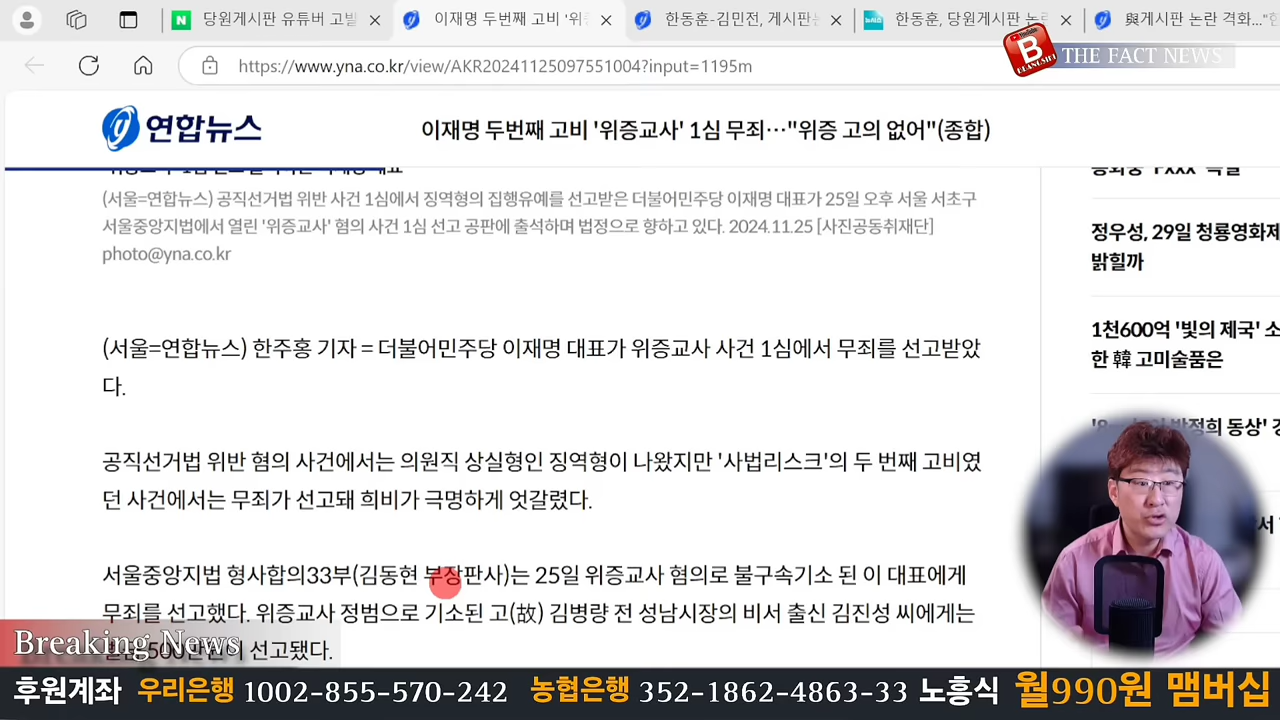 당원게시판 유튜버 고발
이재명 두번째 고비 '위증
한동훈-김민전, 게시판
한동훈, 당원게시판 논란
與게시판 논란 격화..."한
https://www.yna.co.kr/view/AKR20241125097551004?input=1195m
THE FACT NEWS
연합뉴스
이재명 두번째 고비 '위증교사' 1심 무죄…"위증 고의 없어"(종합)
(서울=연합뉴스) 공직선거법 위반 사건 1심에서 징역형의 집행유예를 선고받은 더불어민주당 이재명 대표가 25일 오후 서울 서초구
서울중앙지법에서 열린 '위증교사' 혐의 사건 1심 선고 공판에 출석하며 법정으로 향하고 있다. 2024.11.25 [사진공동취재단]
photo@yna.co.kr
정우성, 29일 청룡영화제
밝힐까
1천600억 '빛의 제국' 소
한 韓 고미술품은
박정희 동상'
(서울=연합뉴스) 한주홍 기자 = 더불어민주당 이재명 대표가 위증교사 사건 1심에서 무죄를 선고받았
다.
공직선거법 위반 혐의 사건에서는 의원직 상실형인 징역형이 나왔지만 '사법리스크'의 두 번째 고비였
던 사건에서는 무죄가 선고돼 희비가 극명하게 엇갈렸다.
서울중앙지법 형사합의33부(김동현 부장판사)는 25일 위증교사 혐의로 불구속기소 된 이 대표에게
무죄를 선고했다. 위증교사 정범으로 기소된 고(故) 김병량 전 성남시장의 비서 출신 김진성 씨에게는
선고됐다.
Breaking News
후원계좌 우리은행 1002-855-570-242 농협은행 352-1862-4863-33 노흥식 월990원 맴버십